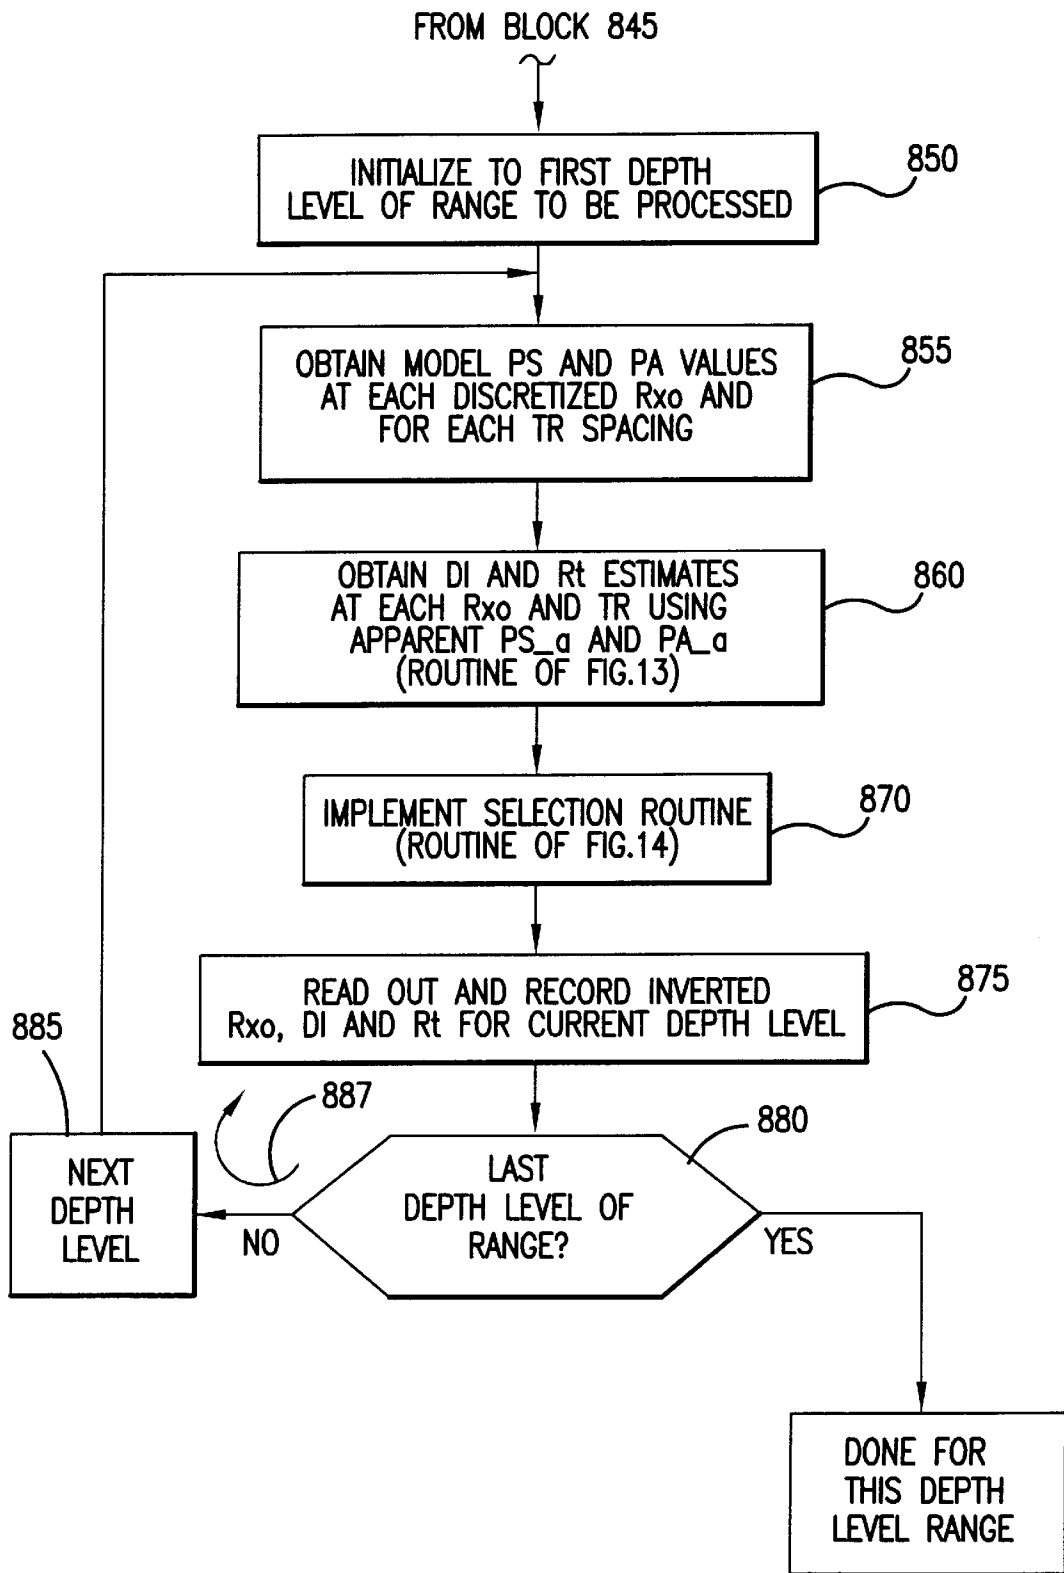 FROM BLOCK 845
INITIALIZE TO FIRST DEPTH
LEVEL OF RANGE TO BE PROCESSED
850
OBTAIN MODEL PS AND PA VALUES
AT EACH DISCRETIZED Rxo AND
FOR EACH TR SPACING
855
OBTAIN DI AND Rt ESTIMATES
AT EACH Rxo AND TR USING
APPARENT PS_a AND PA_a
(ROUTINE OF FIG.13)
860
IMPLEMENT SELECTION ROUTINE
(ROUTINE OF FIG.14)
870
READ OUT AND RECORD INVERTED
Rxo, DI AND Rt FOR CURRENT DEPTH LEVEL
875
885
887
880
NEXT
DEPTH
LEVEL
NO
LAST
DEPTH LEVEL OF
RANGE?
YES
DONE FOR
THIS DEPTH
LEVEL RANGE